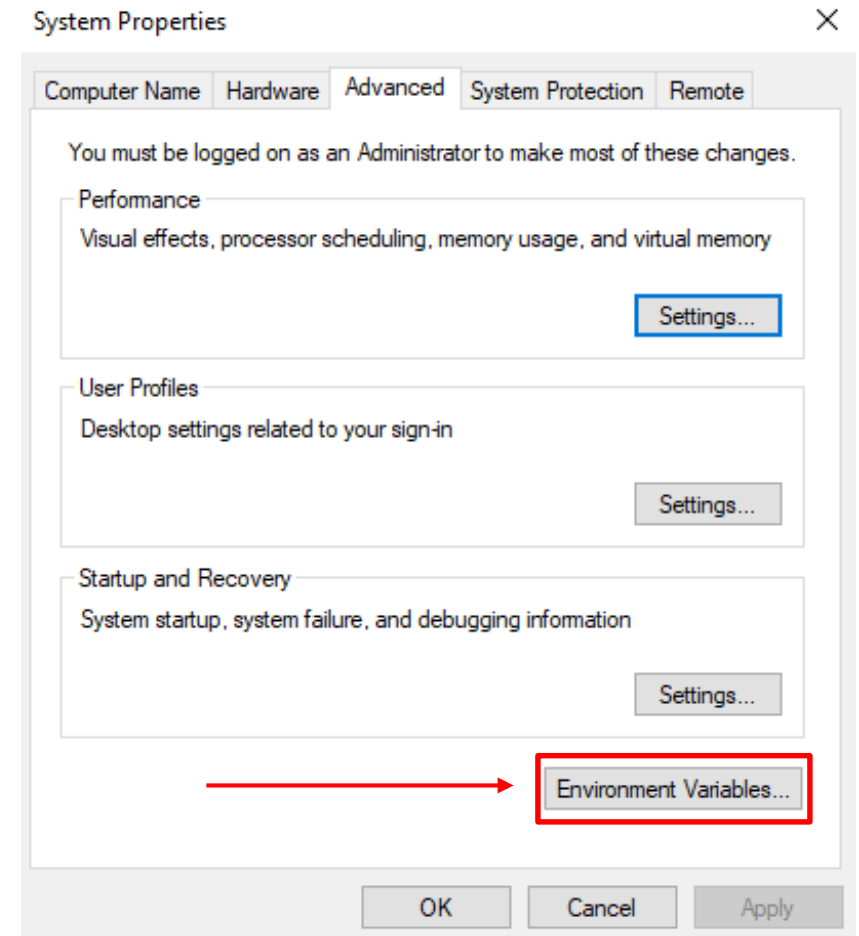 System Properties
Computer Name Hardware Advanced System Protection Remote
You must be logged on as an Administrator to make most of these changes.
Performance
Visual effects, processor scheduling, memory usage, and virtual memory
Settings...
User Profiles
Desktop settings related to your sign-in
Settings...
Startup and Recovery
System startup, system failure, and debugging information
Settings...
Environment Variables...
OK Cancel Apply